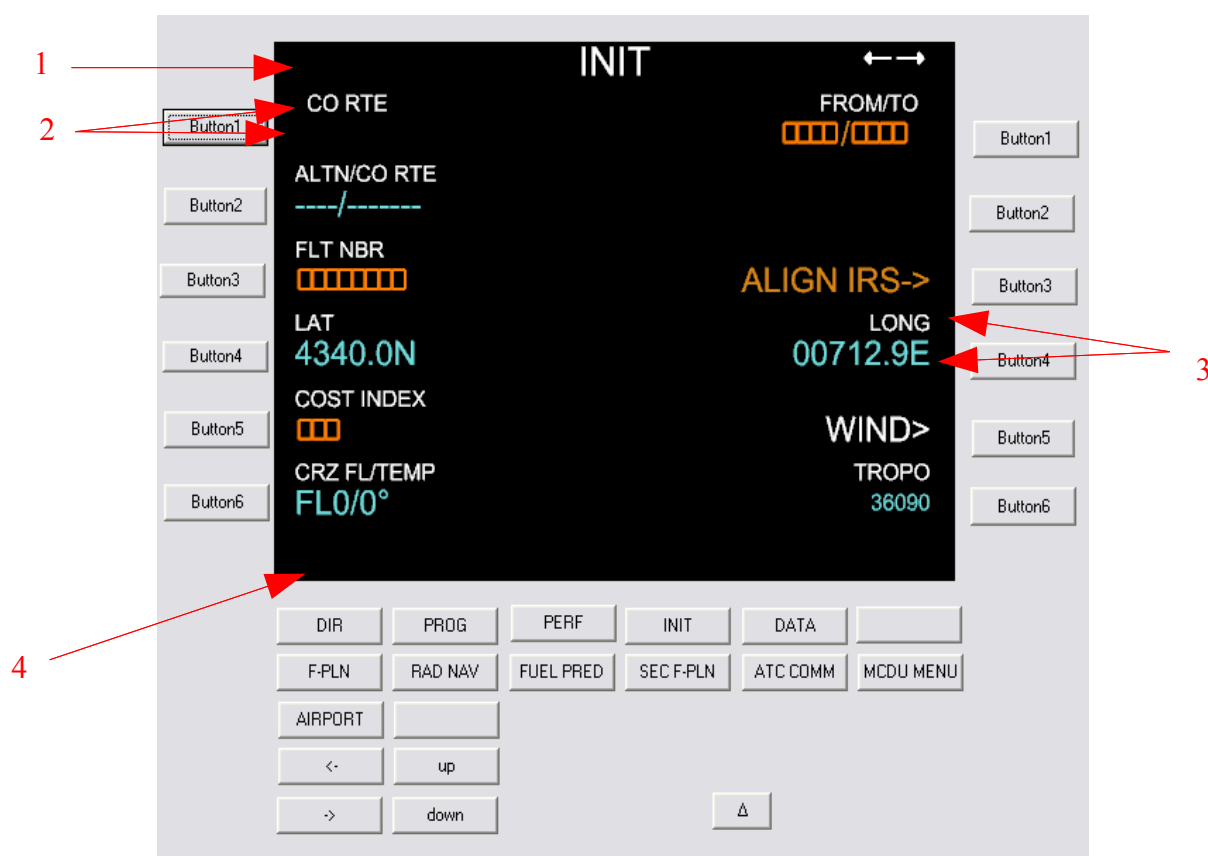 1 INIT ←→
2 Button1 CO RTE FROM/TO Button1
▯▯▯▯/▯▯▯▯
ALTN/CO RTE
Button2 ----/------- Button2
FLT NBR
Button3 ▯▯▯▯▯▯▯▯ ALIGN IRS-> Button3
LAT LONG
Button4 4340.0N 00712.9E Button4 3
COST INDEX
Button5 ▯▯▯ WIND> Button5
CRZ FL/TEMP TROPO
Button6 FL0/0° 36090 Button6
4
DIR PROG PERF INIT DATA
F-PLN RAD NAV FUEL PRED SEC F-PLN ATC COMM MCDU MENU
AIRPORT
<- up
-> down Δ